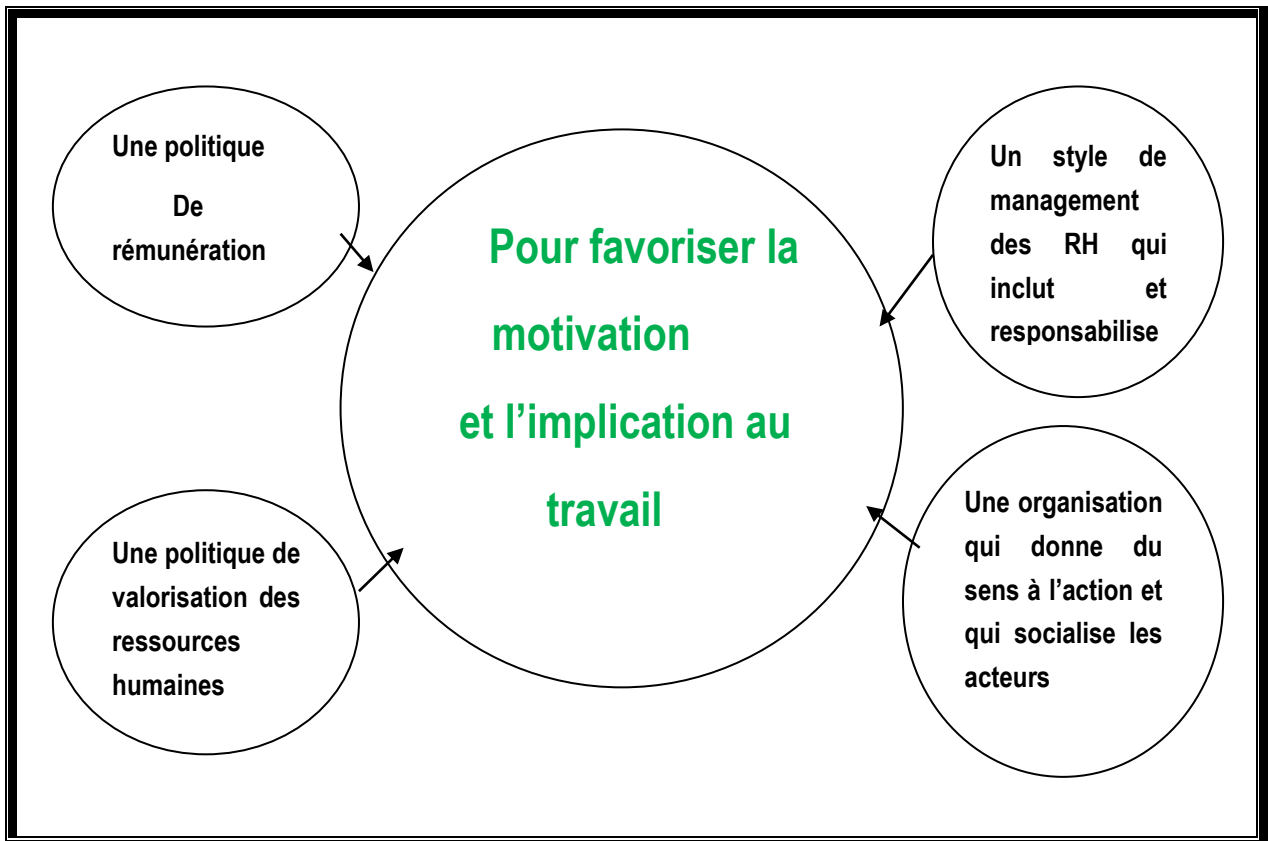 Une politique
De
rémunération
Pour favoriser la
motivation
et l’implication au
travail
Un style de
management
des RH qui
inclut et
responsabilise
Une politique de
valorisation des
ressources
humaines
Une organisation
qui donne du
sens à l’action et
qui socialise les
acteurs